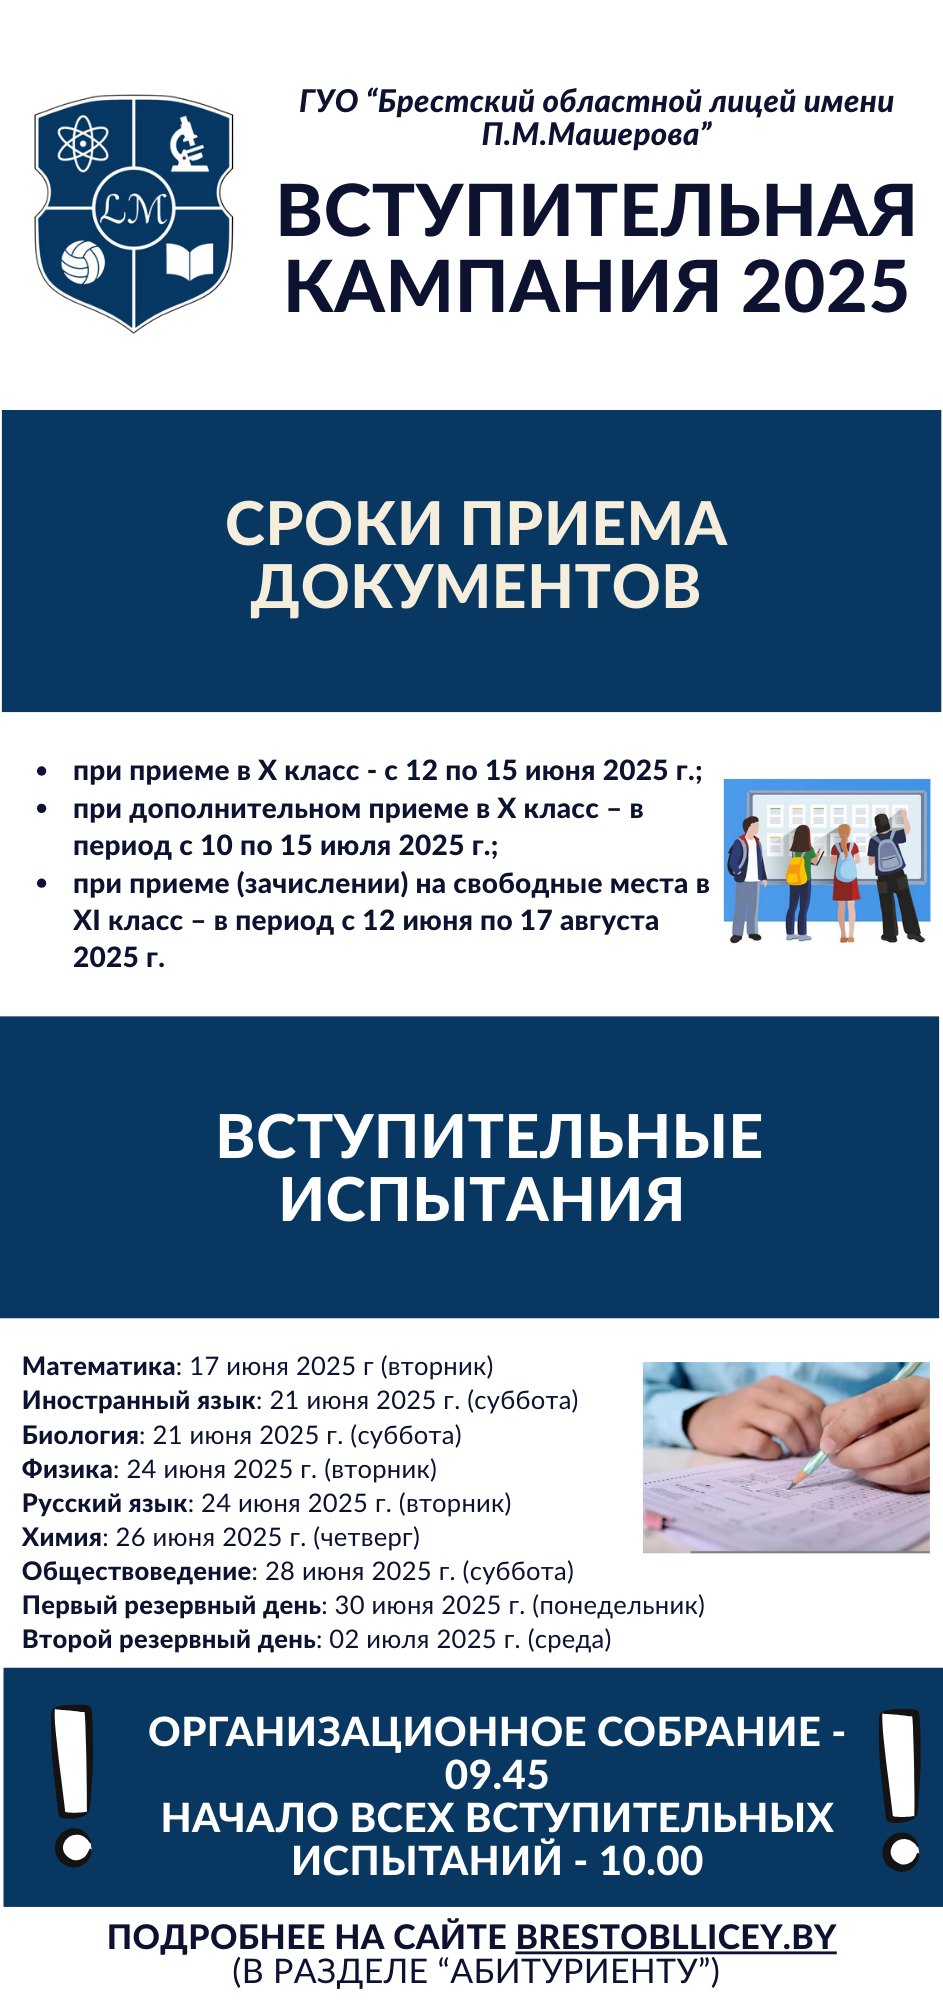 ГУО “Брестский областной лицей имени
П.М.Машерова”
ВСТУПИТЕЛЬНАЯ
КАМПАНИЯ 2025
LM
СРОКИ ПРИЕМА
ДОКУМЕНТОВ
• при приеме в X класс - с 12 по 15 июня 2025 г.;
• при дополнительном приеме в X класс – в
период с 10 по 15 июля 2025 г.;
• при приеме (зачислении) на свободные места в
XI класс – в период с 12 июня по 17 августа
2025 г.
ВСТУПИТЕЛЬНЫЕ
ИСПЫТАНИЯ
Математика: 17 июня 2025 г (вторник)
Иностранный язык: 21 июня 2025 г. (суббота)
Биология: 21 июня 2025 г. (суббота)
Физика: 24 июня 2025 г. (вторник)
Русский язык: 24 июня 2025 г. (вторник)
Химия: 26 июня 2025 г. (четверг)
Обществоведение: 28 июня 2025 г. (суббота)
Первый резервный день: 30 июня 2025 г. (понедельник)
Второй резервный день: 02 июля 2025 г. (среда)
! ОРГАНИЗАЦИОННОЕ СОБРАНИЕ - !
09.45
НАЧАЛО ВСЕХ ВСТУПИТЕЛЬНЫХ
ИСПЫТАНИЙ - 10.00
ПОДРОБНЕЕ НА САЙТЕ BRESTOBLLICEY.BY
(В РАЗДЕЛЕ “АБИТУРИЕНТУ”)